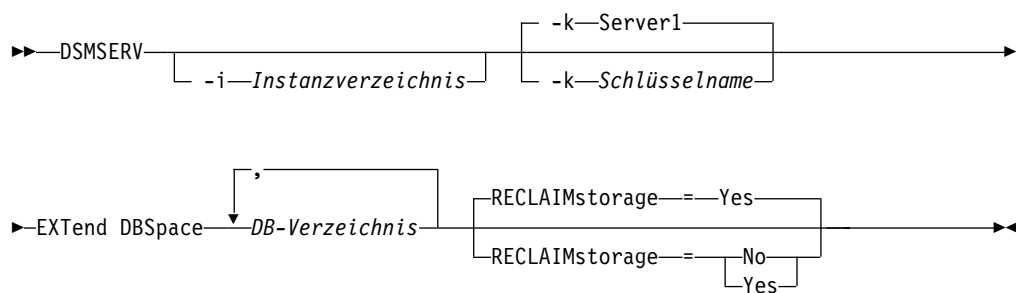 -k Server1
DSMSERV
-i Instanzverzeichnis
-k Schlüsselname
,
RECLAIMstorage = Yes
EXTend DBSpace DB-Verzeichnis
RECLAIMstorage = No
Yes